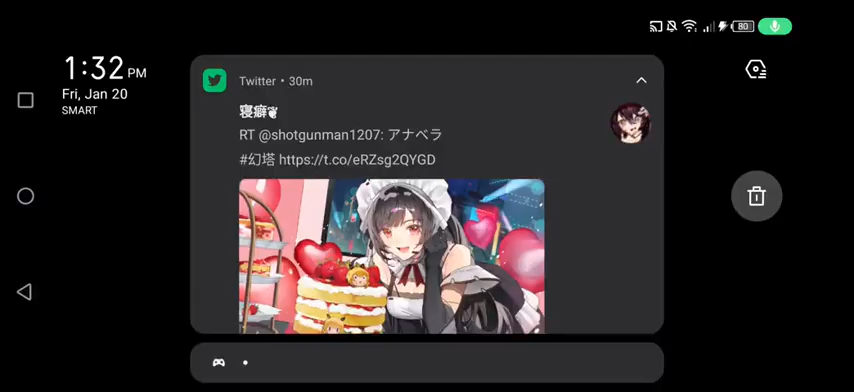 80
1:32 PM
Fri, Jan 20
SMART
Twitter • 30m
寝癖❦
RT @shotgunman1207: アナベラ
#幻塔 https://t.co/eRZsg2QYGD